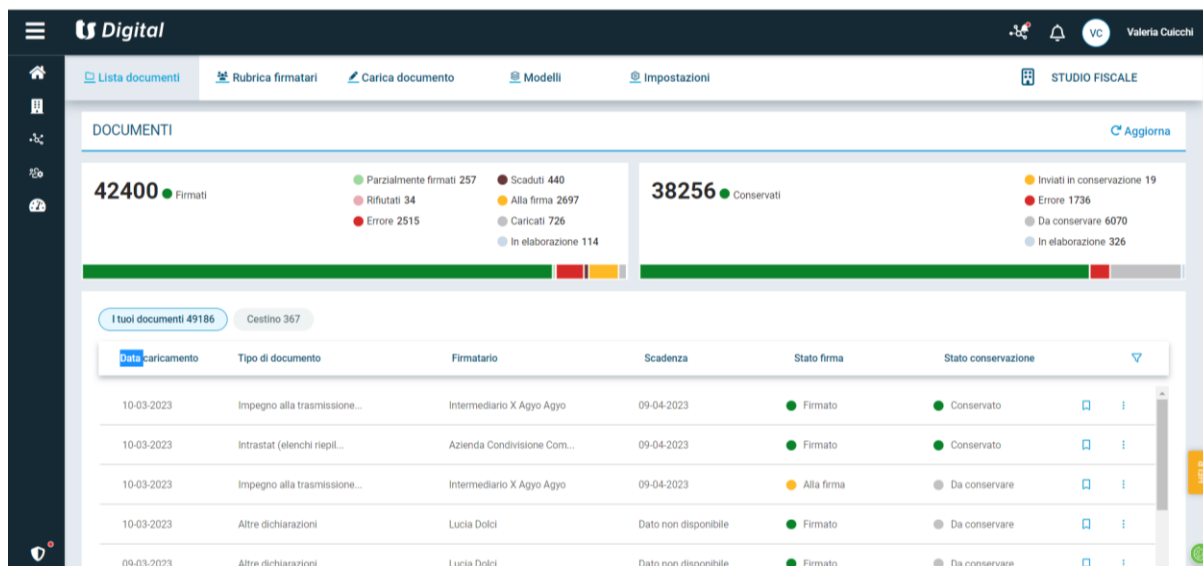 ts Digital
VC Valeria Cuicchi
Lista documenti Rubrica firmatari Carica documento Modelli Impostazioni STUDIO FISCALE
DOCUMENTI Aggiorna
42400 Firmati
Parzialmente firmati 257 Scaduti 440
Rifiutati 34 Alla firma 2697
Errore 2515 Caricati 726
In elaborazione 114
38256 Conservati
Inviati in conservazione 19
Errore 1736
Da conservare 6070
In elaborazione 326
I tuoi documenti 49186 Cestino 367
Data caricamento Tipo di documento Firmatario Scadenza Stato firma Stato conservazione
10-03-2023 Impegno alla trasmissione... Intermediario X Agyo Agyo 09-04-2023 Firmato Conservato
10-03-2023 Intrastat (elenchi riepil... Azienda Condivisione Com... 09-04-2023 Firmato Conservato
10-03-2023 Impegno alla trasmissione... Intermediario X Agyo Agyo 09-04-2023 Alla firma Da conservare
10-03-2023 Altre dichiarazioni Lucia Dolci Dato non disponibile Firmato Da conservare
09-03-2023 Altre dichiarazioni Lucia Dolci Dato non disponibile Firmato Da conservare
HELP